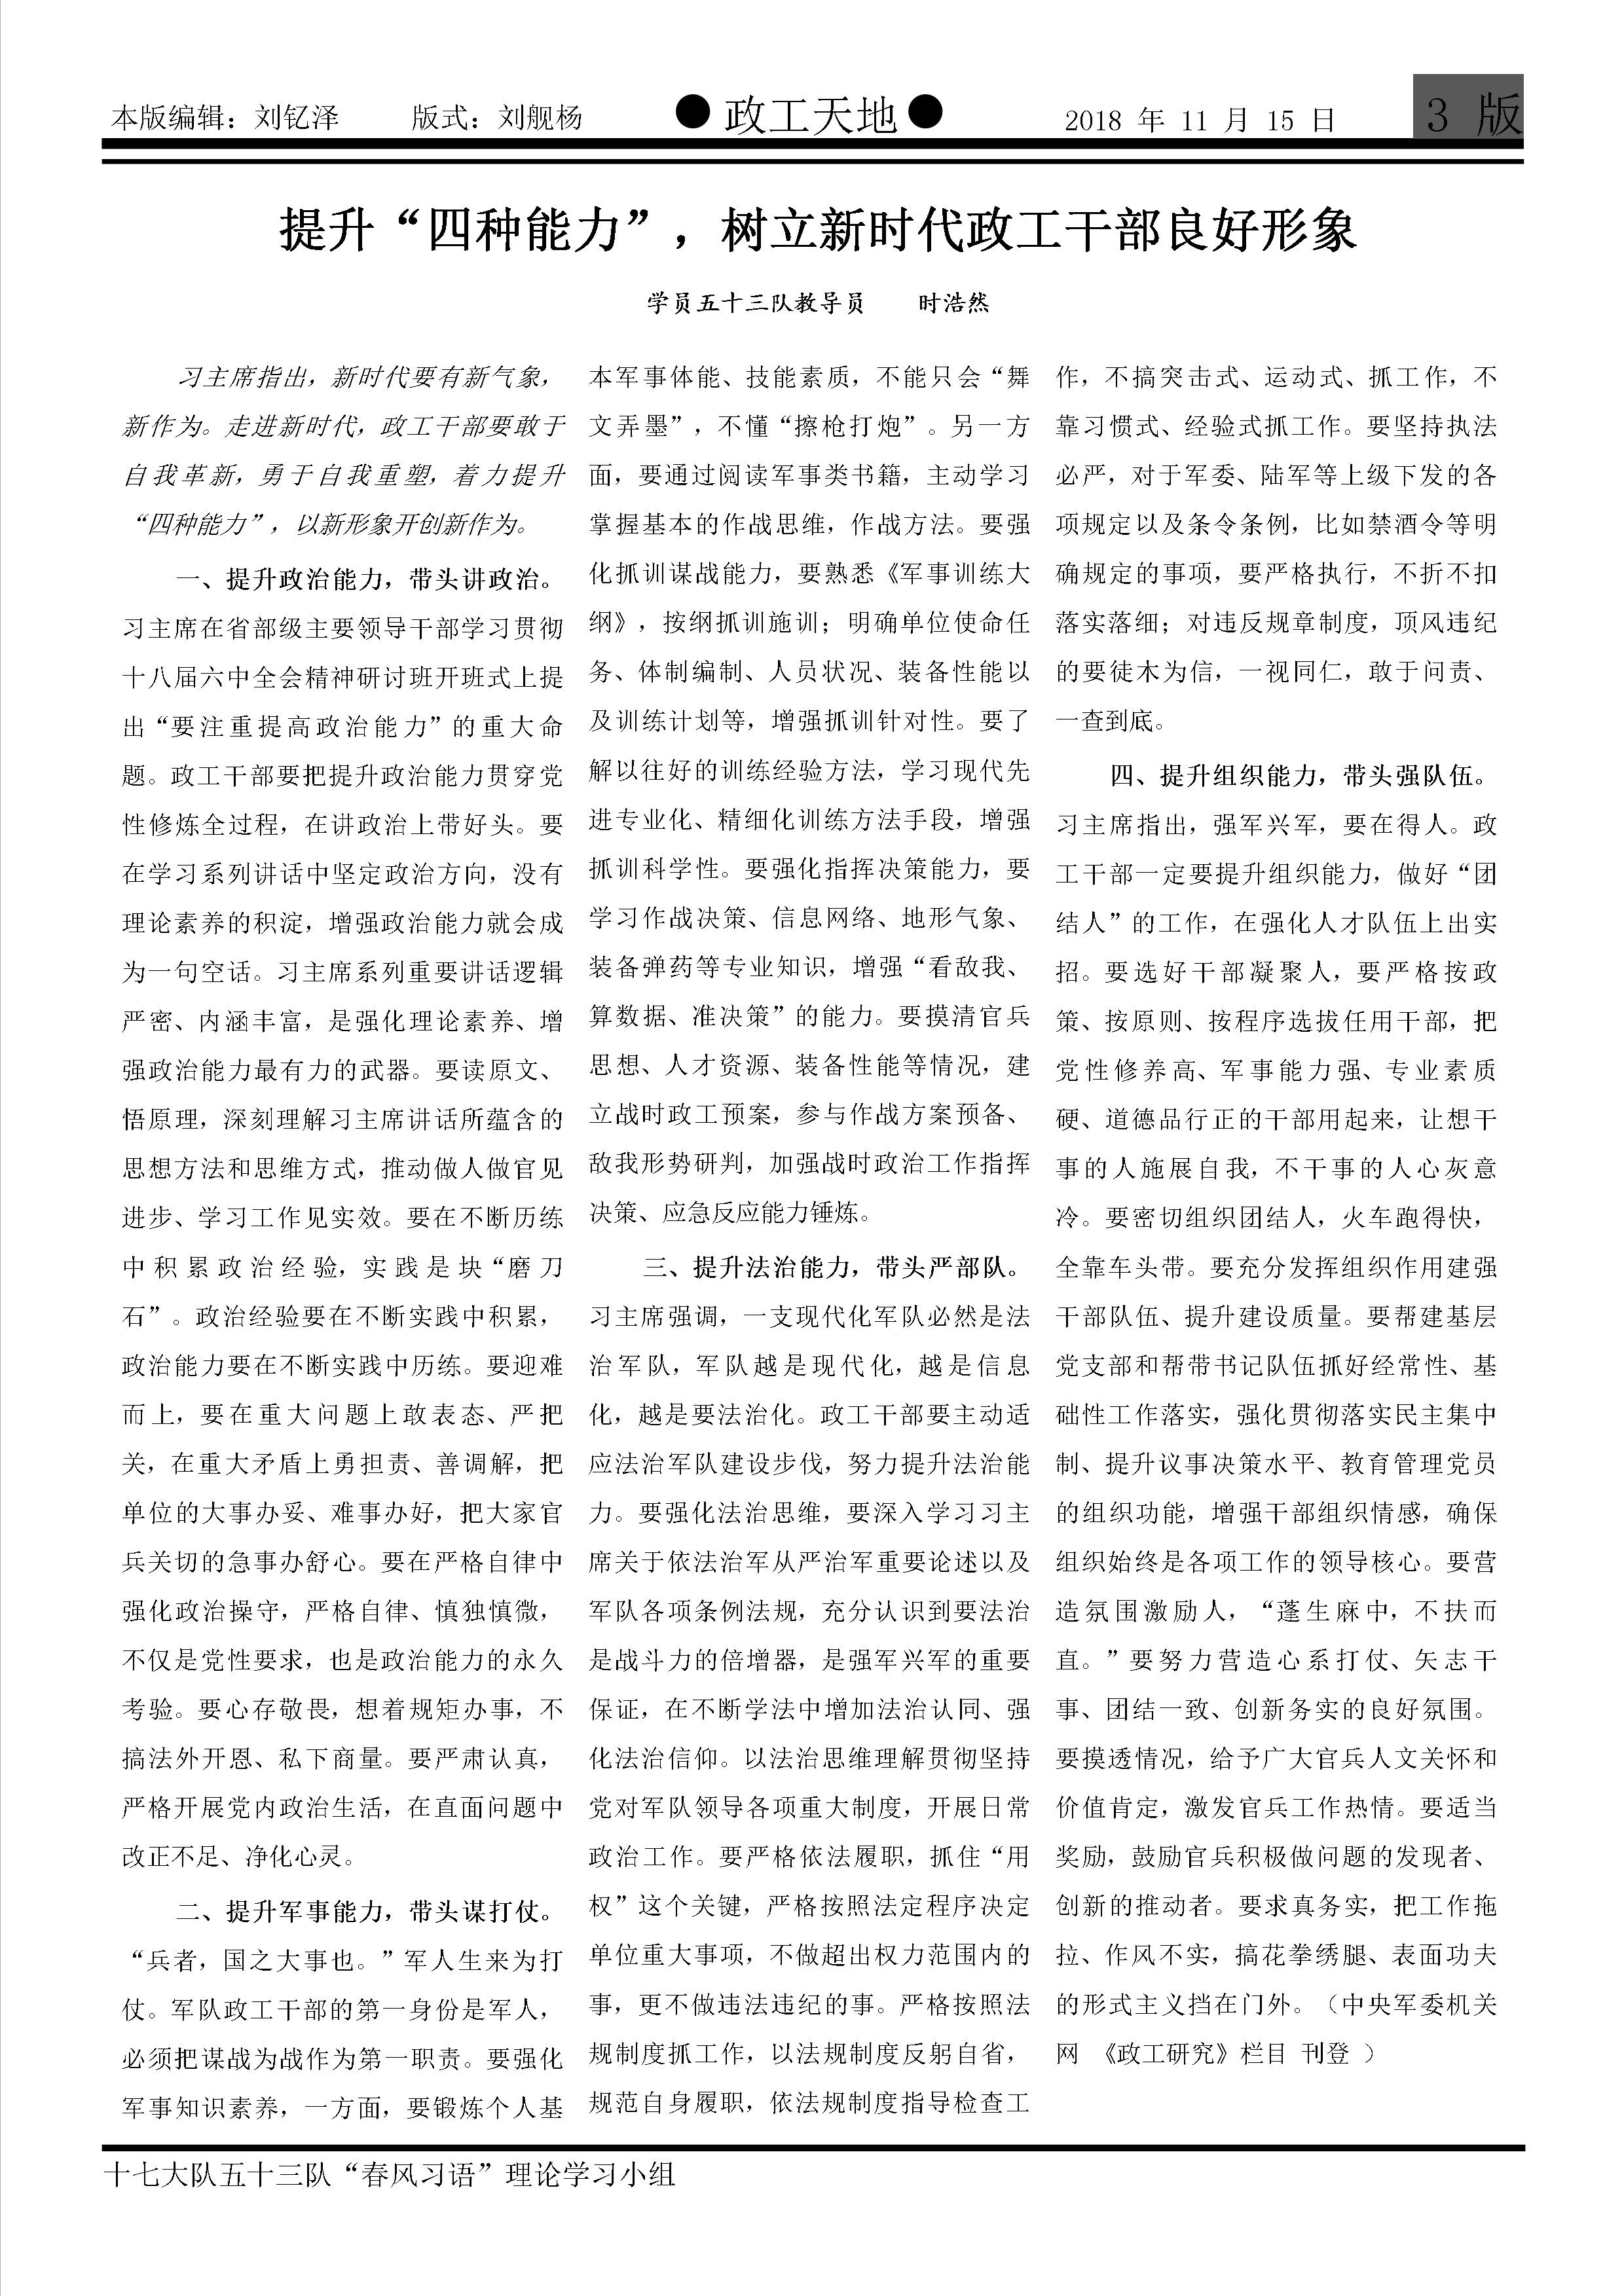 本版编辑：刘钇泽 版式：刘舰杨 ●政工天地● 2018 年 11 月 15 日 3 版
提升“四种能力”，树立新时代政工干部良好形象
学员五十三队教导员 时浩然
习主席指出，新时代要有新气象，
新作为。走进新时代，政工干部要敢于
自我革新，勇于自我重塑，着力提升
“四种能力”，以新形象开创新作为。
一、提升政治能力，带头讲政治。
习主席在省部级主要领导干部学习贯彻
十八届六中全会精神研讨班开班式上提
出“要注重提高政治能力”的重大命
题。政工干部要把提升政治能力贯穿党
性修炼全过程，在讲政治上带好头。要
在学习系列讲话中坚定政治方向，没有
理论素养的积淀，增强政治能力就会成
为一句空话。习主席系列重要讲话逻辑
严密、内涵丰富，是强化理论素养、增
强政治能力最有力的武器。要读原文、
悟原理，深刻理解习主席讲话所蕴含的
思想方法和思维方式，推动做人做官见
进步、学习工作见实效。要在不断历练
中积累政治经验，实践是块“磨刀
石”。政治经验要在不断实践中积累，
政治能力要在不断实践中历练。要迎难
而上，要在重大问题上敢表态、严把
关，在重大矛盾上勇担责、善调解，把
单位的大事办妥、难事办好，把大家官
兵关切的急事办舒心。要在严格自律中
强化政治操守，严格自律、慎独慎微，
不仅是党性要求，也是政治能力的永久
考验。要心存敬畏，想着规矩办事，不
搞法外开恩、私下商量。要严肃认真，
严格开展党内政治生活，在直面问题中
改正不足、净化心灵。
二、提升军事能力，带头谋打仗。
“兵者，国之大事也。”军人生来为打
仗。军队政工干部的第一身份是军人，
必须把谋战为战作为第一职责。要强化
军事知识素养，一方面，要锻炼个人基
本军事体能、技能素质，不能只会“舞
文弄墨”，不懂“擦枪打炮”。另一方
面，要通过阅读军事类书籍，主动学习
掌握基本的作战思维，作战方法。要强
化抓训谋战能力，要熟悉《军事训练大
纲》，按纲抓训施训；明确单位使命任
务、体制编制、人员状况、装备性能以
及训练计划等，增强抓训针对性。要了
解以往好的训练经验方法，学习现代先
进专业化、精细化训练方法手段，增强
抓训科学性。要强化指挥决策能力，要
学习作战决策、信息网络、地形气象、
装备弹药等专业知识，增强“看敌我、
算数据、准决策”的能力。要摸清官兵
思想、人才资源、装备性能等情况，建
立战时政工预案，参与作战方案预备、
敌我形势研判，加强战时政治工作指挥
决策、应急反应能力锤炼。
三、提升法治能力，带头严部队。
习主席强调，一支现代化军队必然是法
治军队，军队越是现代化，越是信息
化，越是要法治化。政工干部要主动适
应法治军队建设步伐，努力提升法治能
力。要强化法治思维，要深入学习习主
席关于依法治军从严治军重要论述以及
军队各项条例法规，充分认识到要法治
是战斗力的倍增器，是强军兴军的重要
保证，在不断学法中增加法治认同、强
化法治信仰。以法治思维理解贯彻坚持
党对军队领导各项重大制度，开展日常
政治工作。要严格依法履职，抓住“用
权”这个关键，严格按照法定程序决定
单位重大事项，不做超出权力范围内的
事，更不做违法违纪的事。严格按照法
规制度抓工作，以法规制度反躬自省，
规范自身履职，依法规制度指导检查工
作，不搞突击式、运动式、抓工作，不
靠习惯式、经验式抓工作。要坚持执法
必严，对于军委、陆军等上级下发的各
项规定以及条令条例，比如禁酒令等明
确规定的事项，要严格执行，不折不扣
落实落细；对违反规章制度，顶风违纪
的要徒木为信，一视同仁，敢于问责、
一查到底。
四、提升组织能力，带头强队伍。
习主席指出，强军兴军，要在得人。政
工干部一定要提升组织能力，做好“团
结人”的工作，在强化人才队伍上出实
招。要选好干部凝聚人，要严格按政
策、按原则、按程序选拔任用干部，把
党性修养高、军事能力强、专业素质
硬、道德品行正的干部用起来，让想干
事的人施展自我，不干事的人心灰意
冷。要密切组织团结人，火车跑得快，
全靠车头带。要充分发挥组织作用建强
干部队伍、提升建设质量。要帮建基层
党支部和帮带书记队伍抓好经常性、基
础性工作落实，强化贯彻落实民主集中
制、提升议事决策水平、教育管理党员
的组织功能，增强干部组织情感，确保
组织始终是各项工作的领导核心。要营
造氛围激励人，“蓬生麻中，不扶而
直。”要努力营造心系打仗、矢志干
事、团结一致、创新务实的良好氛围。
要摸透情况，给予广大官兵人文关怀和
价值肯定，激发官兵工作热情。要适当
奖励，鼓励官兵积极做问题的发现者、
创新的推动者。要求真务实，把工作拖
拉、作风不实，搞花拳绣腿、表面功夫
的形式主义挡在门外。（中央军委机关
网 《政工研究》栏目 刊登 ）
十七大队五十三队“春风习语”理论学习小组